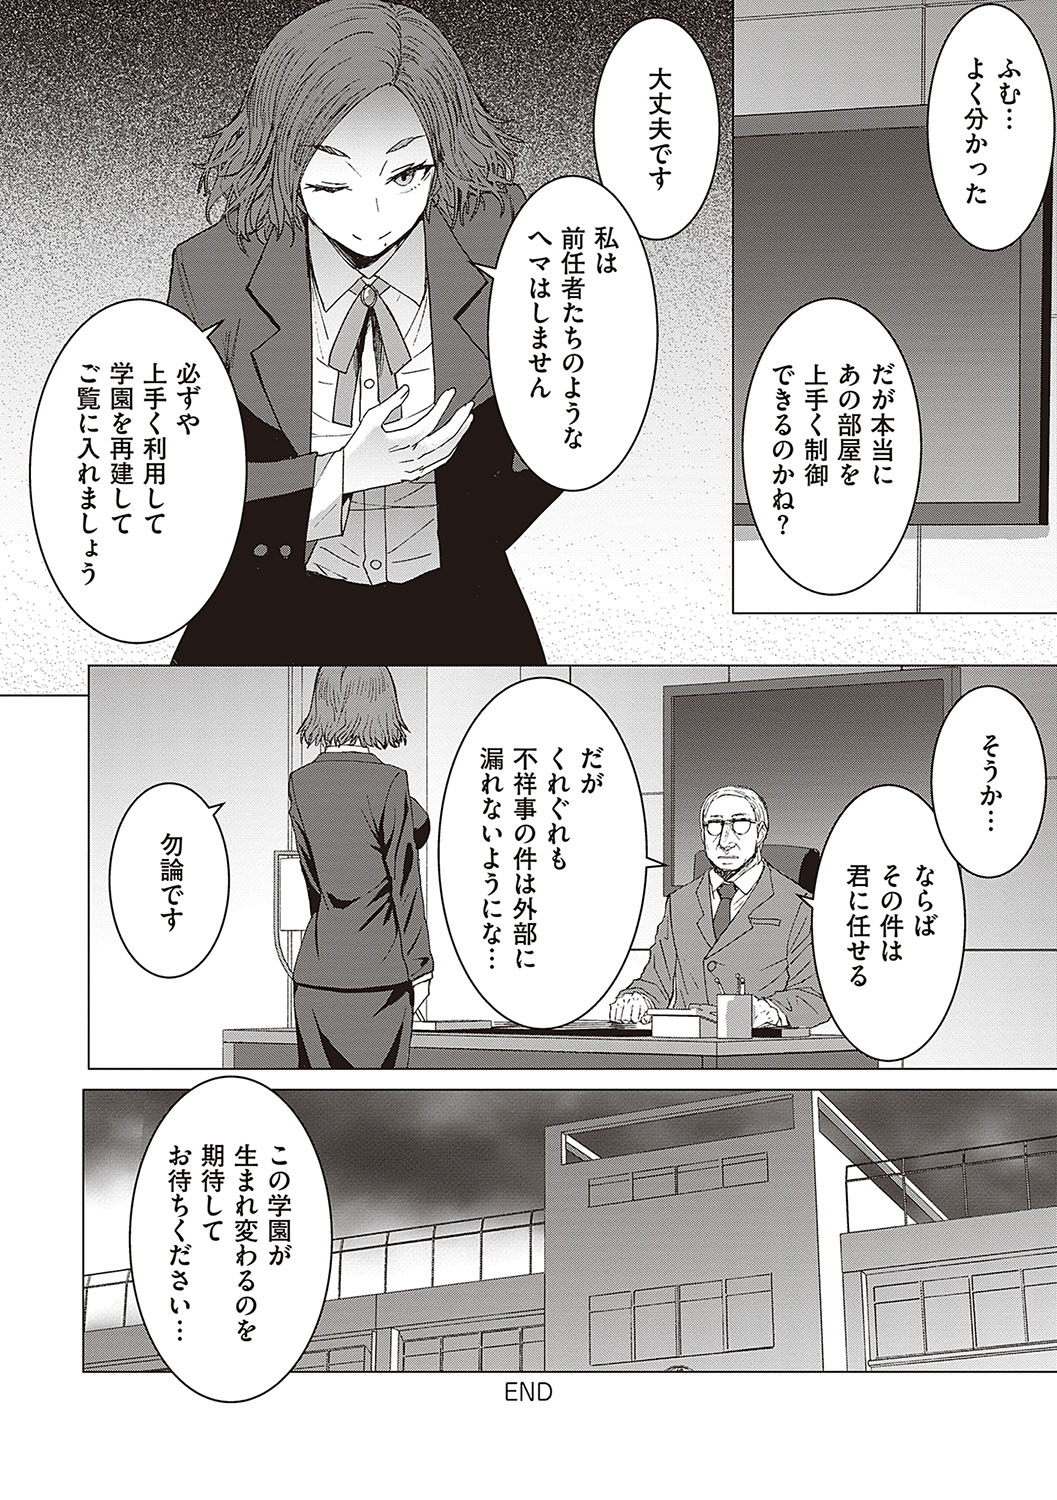 ふむ…
よく分かった
だが本当に
あの部屋を
上手く制御
できるのかね？
大丈夫です
私は
前任者たちのような
ヘマはしません
必ずや
上手く利用して
学園を再建して
ご覧に入れましょう
そうか…
ならば
その件は
君に任せる
だが
くれぐれも
不祥事の件は外部に
漏れないようにな…
勿論です
この学園が
生まれ変わるのを
期待して
お待ちください…
END